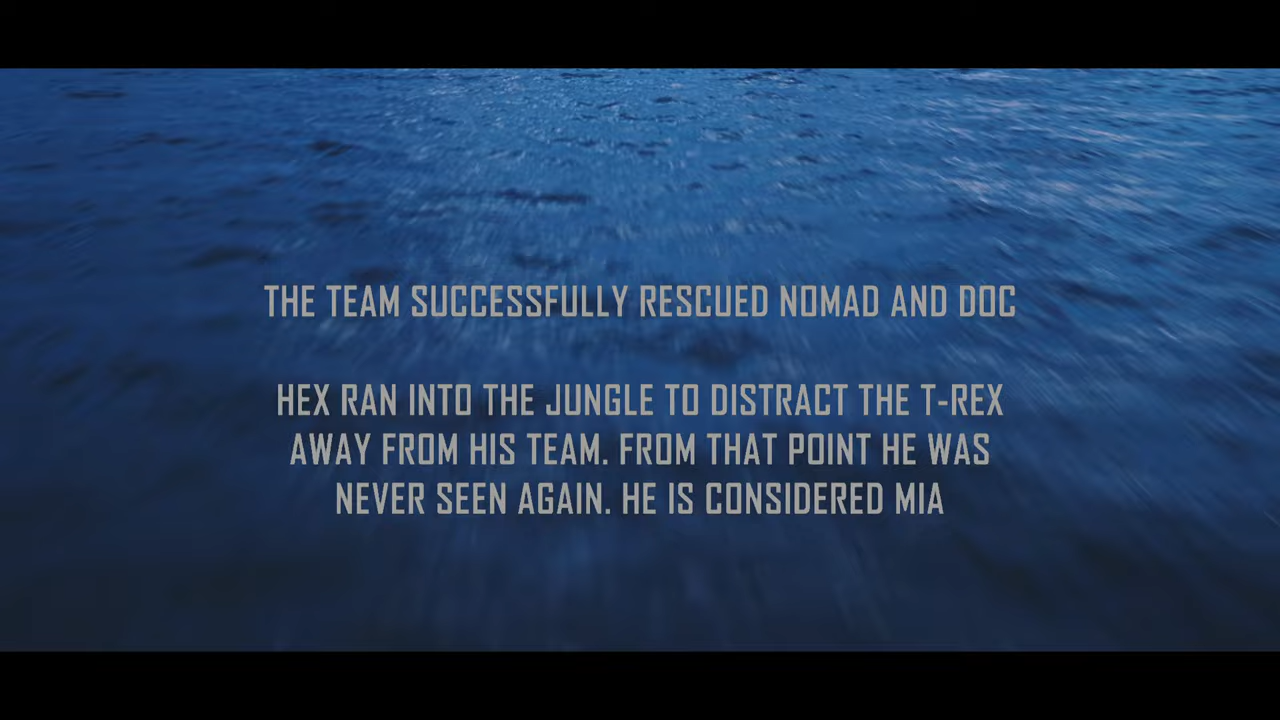 THE TEAM SUCCESSFULLY RESCUED NOMAD AND DOC
HEX RAN INTO THE JUNGLE TO DISTRACT THE T-REX
AWAY FROM HIS TEAM. FROM THAT POINT HE WAS
NEVER SEEN AGAIN. HE IS CONSIDERED MIA